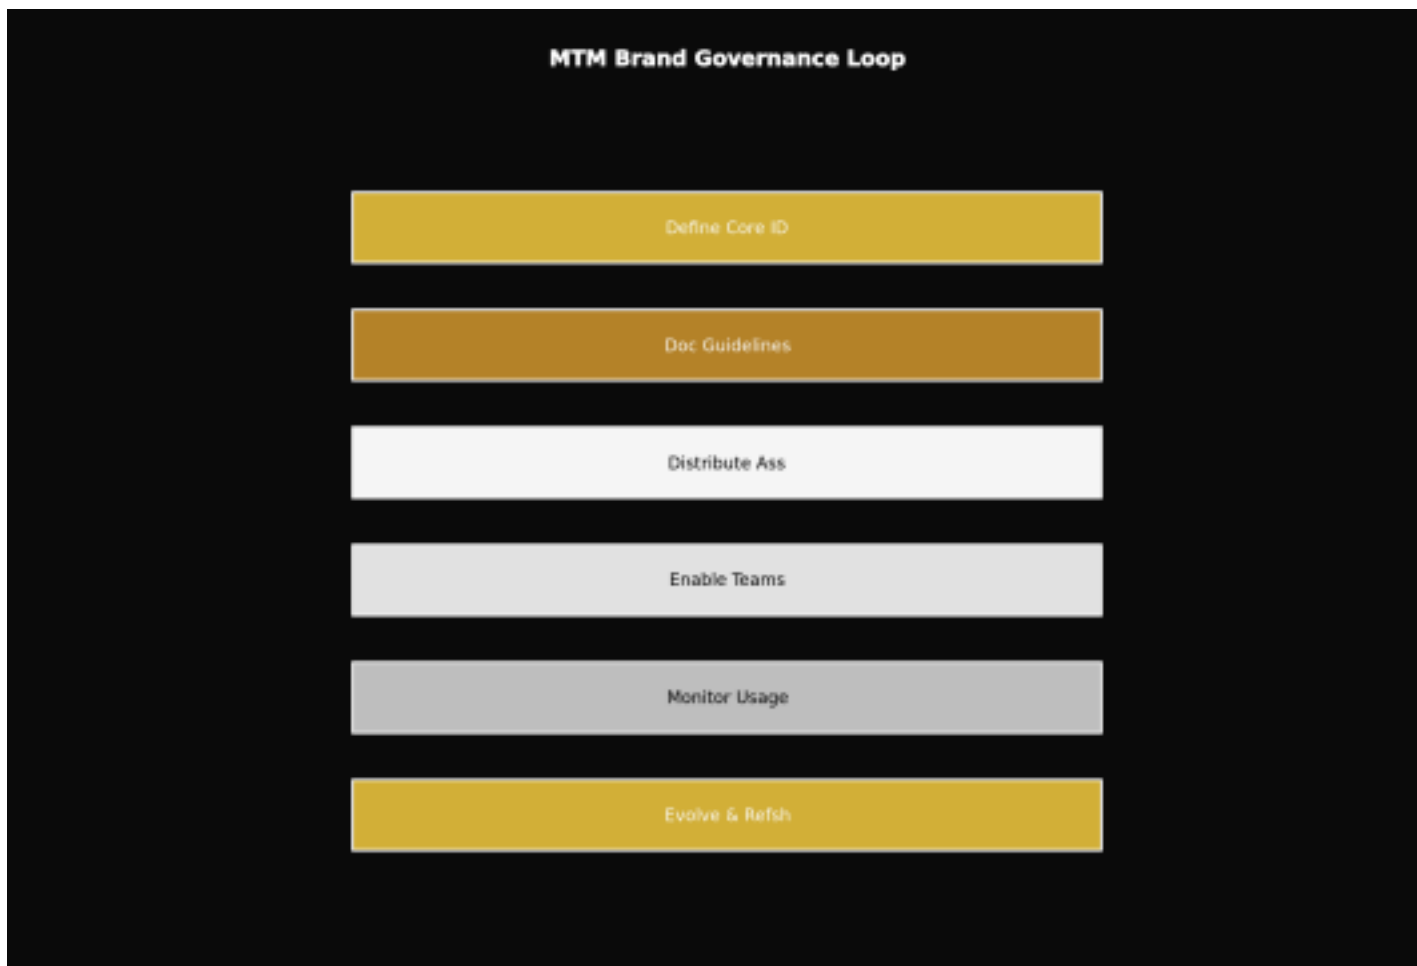 MTM Brand Governance Loop
Define Core ID
Doc Guidelines
Distribute Ass
Enable Teams
Monitor Usage
Evolve & Refsh